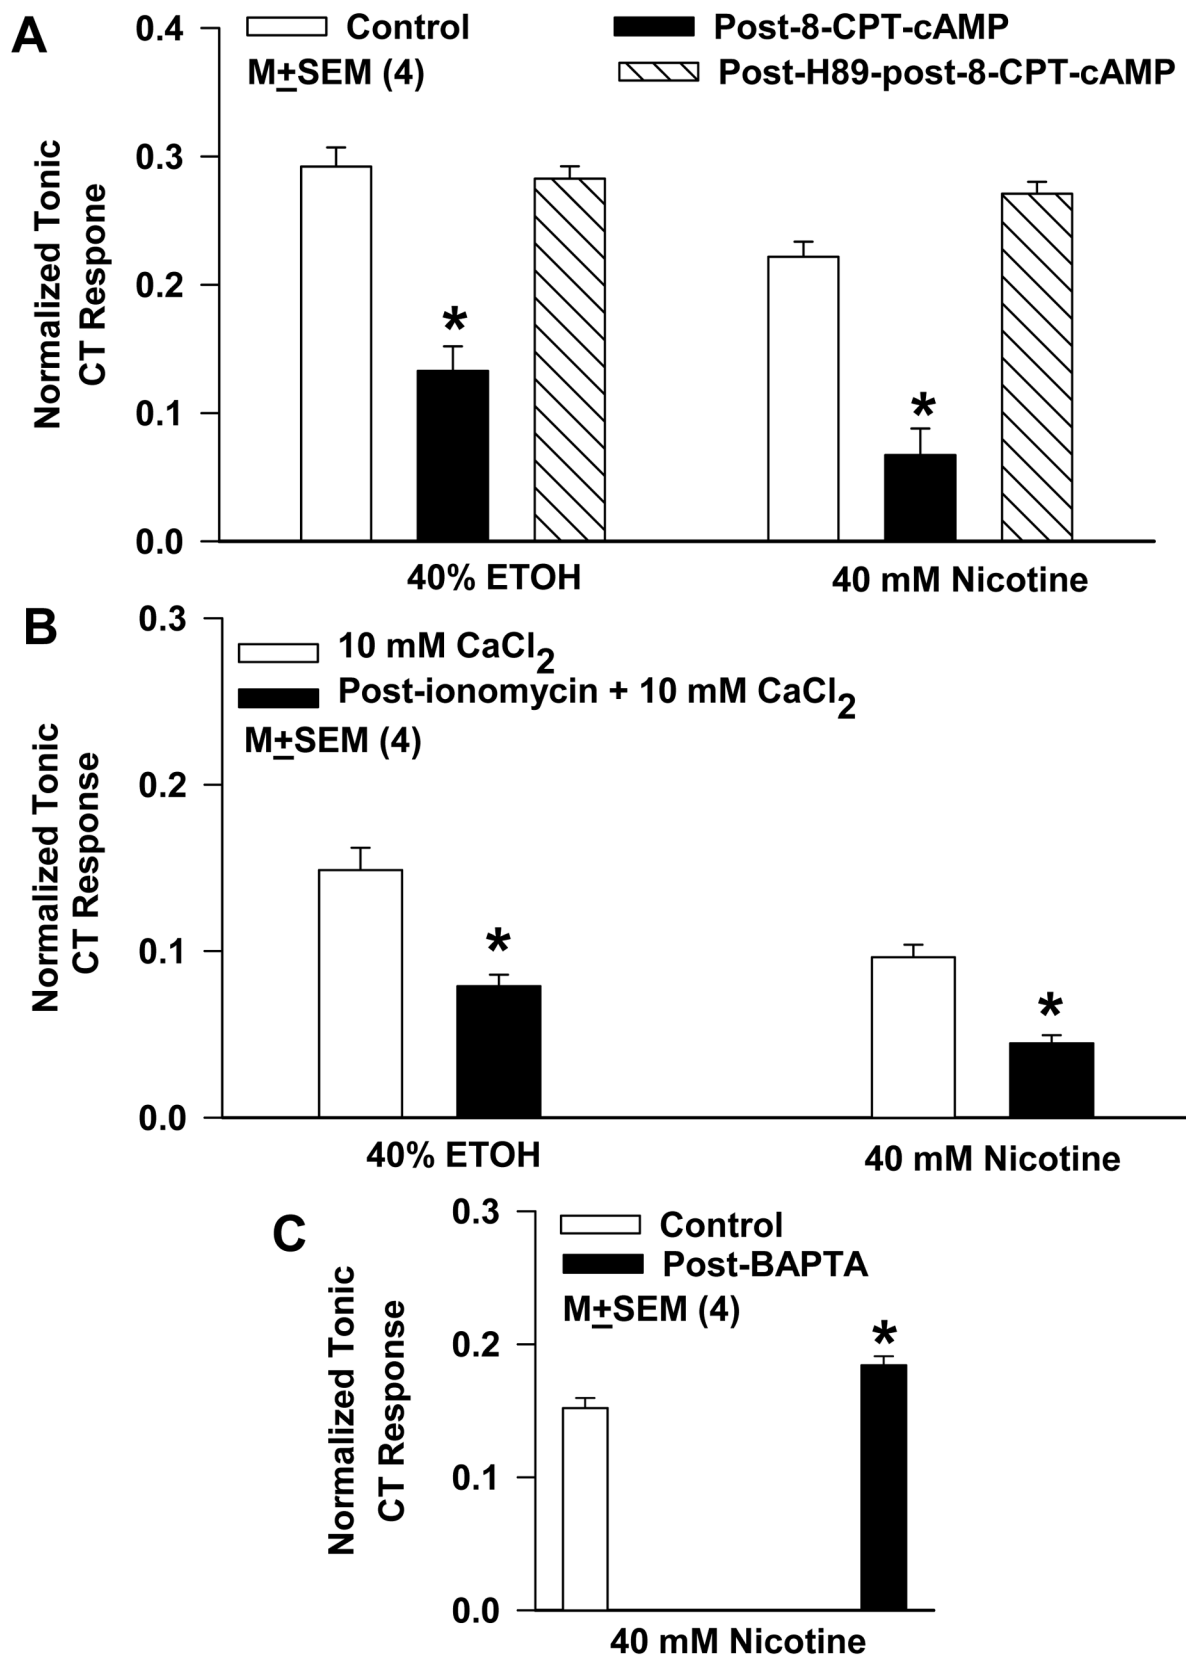 A
0.4
Control
Post-8-CPT-cAMP
M±SEM (4)
Post-H89-post-8-CPT-cAMP
Normalized Tonic
CT Respone
0.3
0.2
0.1
0.0
*
*
40% ETOH
40 mM Nicotine
B
0.3
10 mM CaCl2
Post-ionomycin + 10 mM CaCl2
M±SEM (4)
Normalized Tonic
CT Response
0.2
0.1
0.0
*
*
40% ETOH
40 mM Nicotine
C
0.3
Control
Post-BAPTA
M±SEM (4)
Normalized Tonic
CT Response
0.2
0.1
0.0
*
40 mM Nicotine